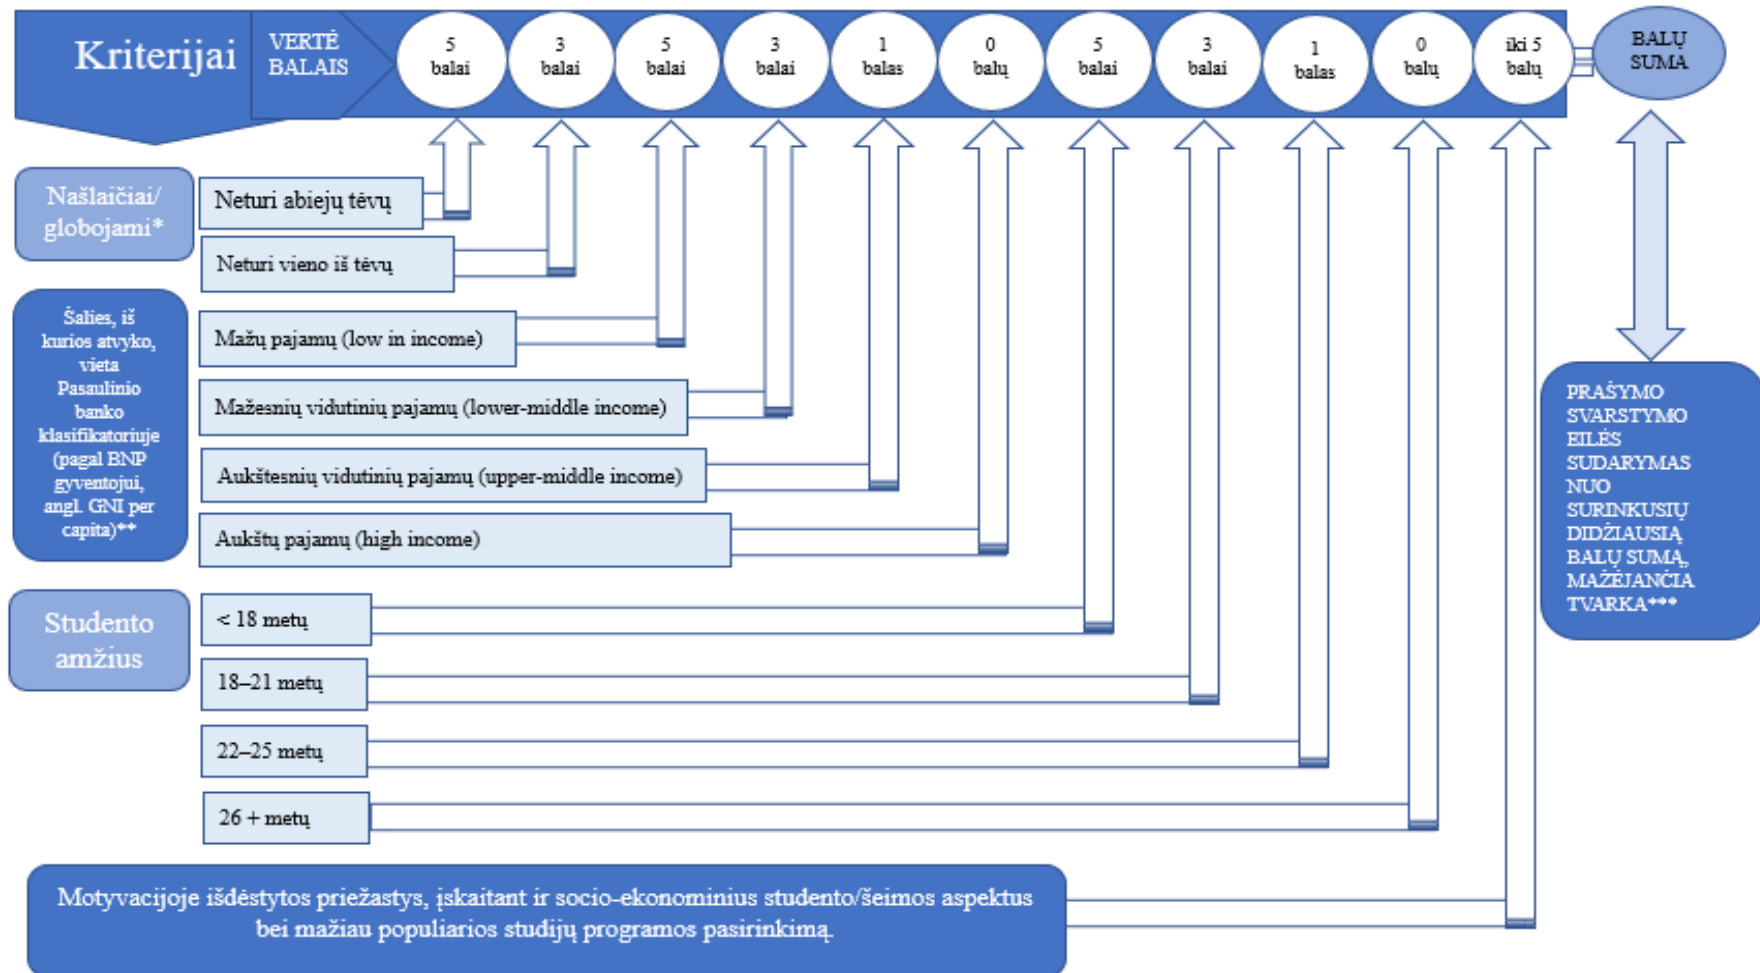 Kriterijai
VERTĖ
BALAIS
5
balai
3
balai
5
balai
3
balai
1
balas
0
balų
5
balai
3
balai
1
balas
0
balų
iki 5
balų
BALŲ
SUMA
Našlaičiai/
globojami*
Neturi abiejų tėvų
Neturi vieno iš tėvų
Šalies, iš
kurios atvyko,
vieta
Pasaulinio
banko
klasifikatoriuje
(pagal BNP
gyventojui,
angl. GNI per
capita)**
Mažų pajamų (low in income)
Mažesnių vidutinių pajamų (lower-middle income)
Aukštesnių vidutinių pajamų (upper-middle income)
Aukštų pajamų (high income)
Studento
amžius
< 18 metų
18–21 metų
22–25 metų
26 + metų
Motyvacijoje išdėstytos priežastys, įskaitant ir socio-ekonominius studento/šeimos aspektus
bei mažiau populiarios studijų programos pasirinkimą.
PRAŠYMO
SVARSTYMO
EILĖS
SUDARYMAS
NUO
SURINKUSIŲ
DIDŽIAUSIĄ
BALŲ SUMĄ,
MAŽĖJANČIA
TVARKA***